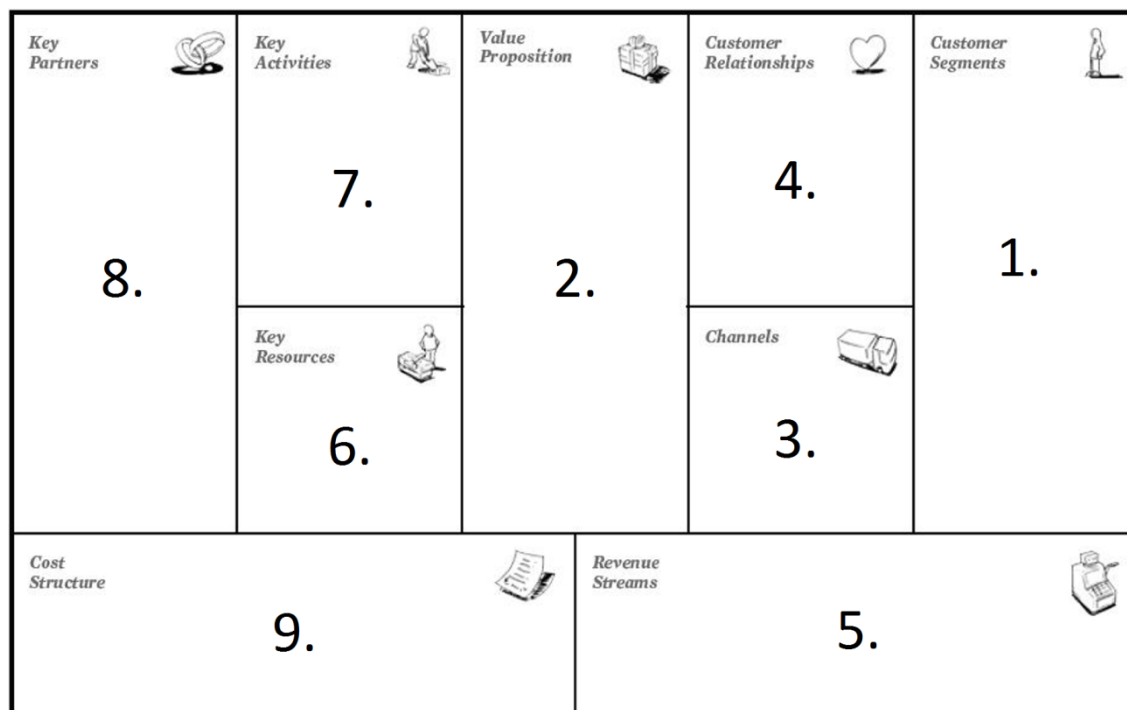 Key
Partners
8.
Key
Activities
7.
Key
Resources
6.
Value
Proposition
2.
Customer
Relationships
4.
Channels
3.
Customer
Segments
1.
Cost
Structure
9.
Revenue
Streams
5.